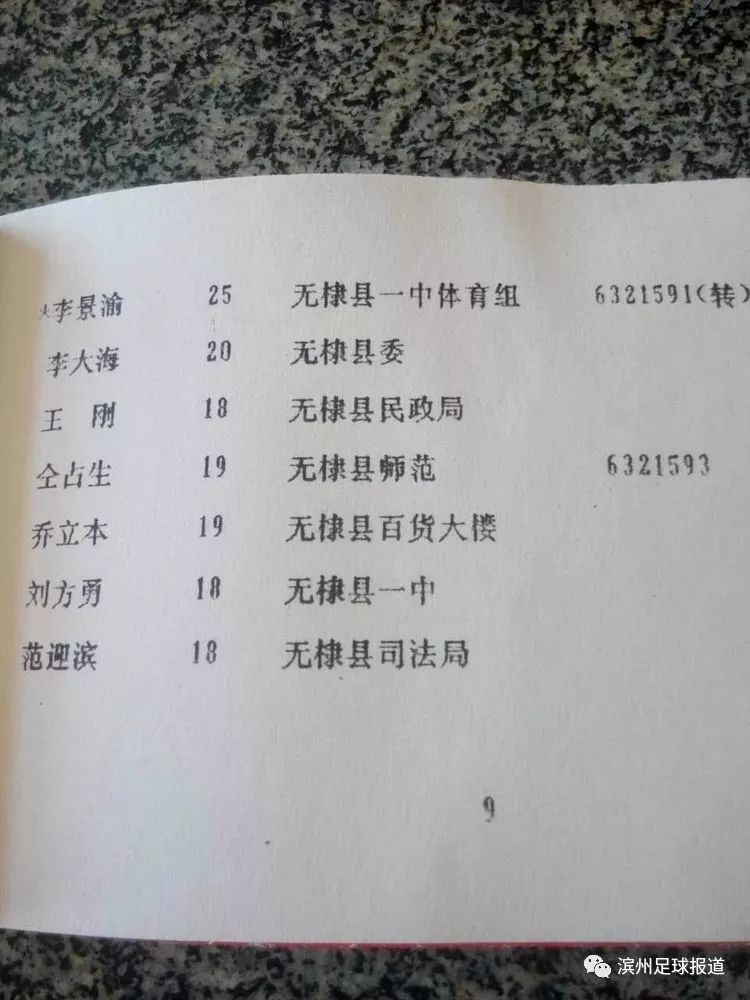 李景渝 25 无棣县一中体育组 6321591(转)
李大海 20 无棣县委
王 刚 18 无棣县民政局
仝占生 19 无棣县师范 6321593
乔立本 19 无棣县百货大楼
刘方勇 18 无棣县一中
范迎滨 18 无棣县司法局
9
滨州足球报道